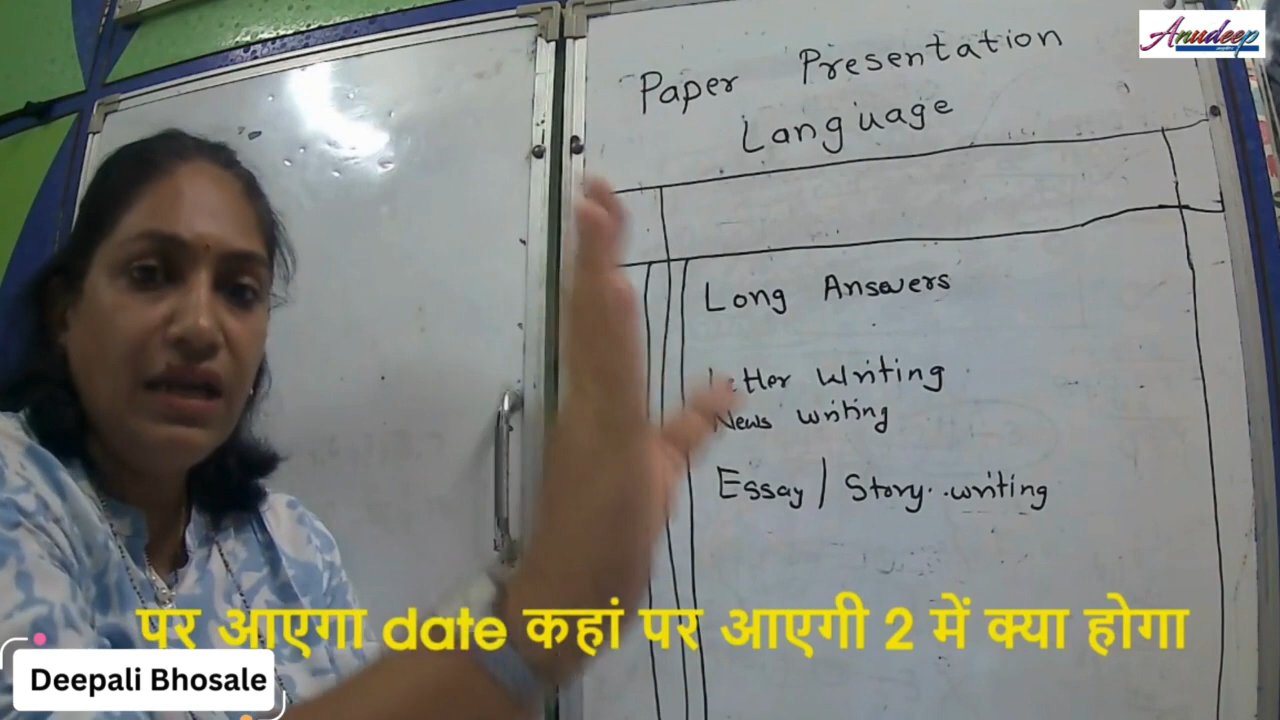 Anudeep
Paper Presentation
Language
Long Answers
Letter Writing
News writing
Essay / Story writing
पर आएगा date कहां पर आएगी 2 में क्या होगा
Deepali Bhosale